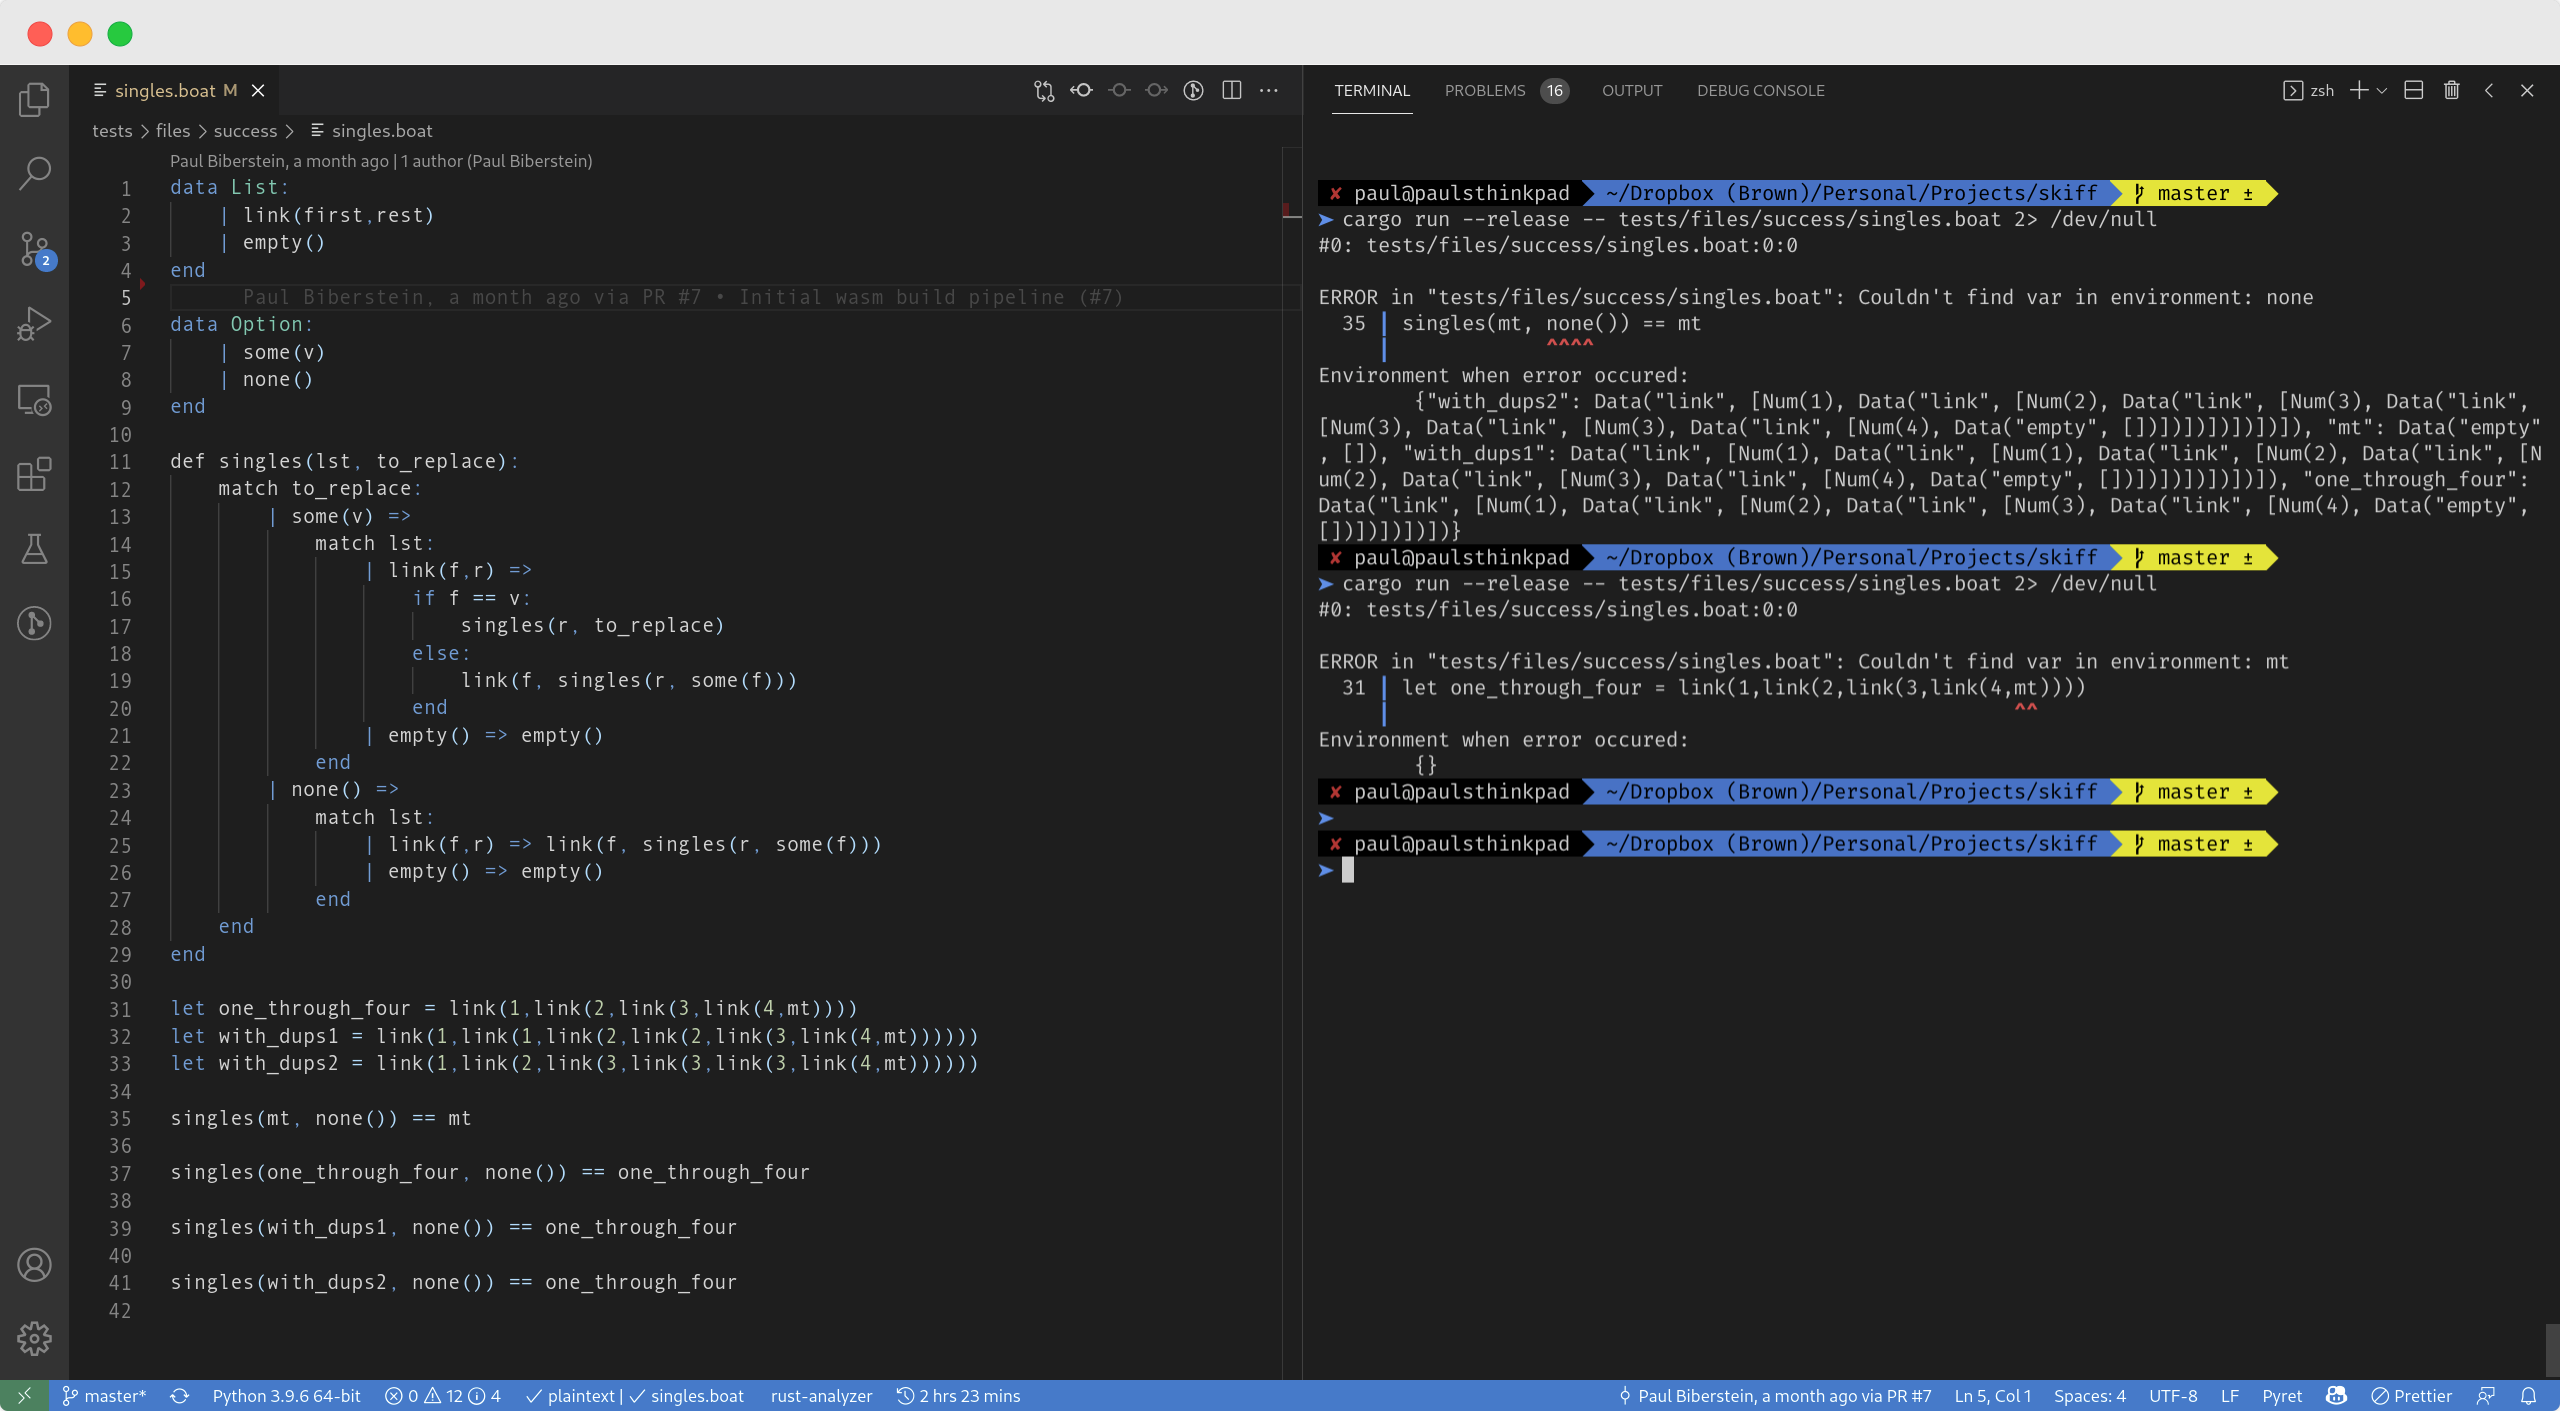 singles.boat M
tests > files > success > singles.boat
Paul Biberstein, a month ago | 1 author (Paul Biberstein)
1 data List:
2 | link(first,rest)
3 | empty()
4 end
5 Paul Biberstein, a month ago via PR #7 • Initial wasm build pipeline (#7)
6 data Option:
7 | some(v)
8 | none()
9 end
10
11 def singles(lst, to_replace):
12 match to_replace:
13 | some(v) =>
14 match lst:
15 | link(f,r) =>
16 if f == v:
17 singles(r, to_replace)
18 else:
19 link(f, singles(r, some(f)))
20 end
21 | empty() => empty()
22 end
23 | none() =>
24 match lst:
25 | link(f,r) => link(f, singles(r, some(f)))
26 | empty() => empty()
27 end
28 end
29 end
30
31 let one_through_four = link(1,link(2,link(3,link(4,mt))))
32 let with_dups1 = link(1,link(1,link(2,link(2,link(3,link(4,mt))))))
33 let with_dups2 = link(1,link(2,link(3,link(3,link(3,link(4,mt))))))
34
35 singles(mt, none()) == mt
36
37 singles(one_through_four, none()) == one_through_four
38
39 singles(with_dups1, none()) == one_through_four
40
41 singles(with_dups2, none()) == one_through_four
42
2
TERMINAL PROBLEMS 16 OUTPUT DEBUG CONSOLE zsh
✘ paul@paulsthinkpad ~/Dropbox (Brown)/Personal/Projects/skiff master ±
➤ cargo run --release -- tests/files/success/singles.boat 2> /dev/null
#0: tests/files/success/singles.boat:0:0
ERROR in "tests/files/success/singles.boat": Couldn't find var in environment: none
35 | singles(mt, none()) == mt
| ^^^^
Environment when error occured:
{"with_dups2": Data("link", [Num(1), Data("link", [Num(2), Data("link", [Num(3), Data("link",
[Num(3), Data("link", [Num(3), Data("link", [Num(4), Data("empty", [])])])])])])]), "mt": Data("empty"
, []), "with_dups1": Data("link", [Num(1), Data("link", [Num(1), Data("link", [Num(2), Data("link", [N
um(2), Data("link", [Num(3), Data("link", [Num(4), Data("empty", [])])])])])])]), "one_through_four":
Data("link", [Num(1), Data("link", [Num(2), Data("link", [Num(3), Data("link", [Num(4), Data("empty",
[])])])])])}
✘ paul@paulsthinkpad ~/Dropbox (Brown)/Personal/Projects/skiff master ±
➤ cargo run --release -- tests/files/success/singles.boat 2> /dev/null
#0: tests/files/success/singles.boat:0:0
ERROR in "tests/files/success/singles.boat": Couldn't find var in environment: mt
31 | let one_through_four = link(1,link(2,link(3,link(4,mt))))
| ^^
Environment when error occured:
{}
✘ paul@paulsthinkpad ~/Dropbox (Brown)/Personal/Projects/skiff master ±
➤
✘ paul@paulsthinkpad ~/Dropbox (Brown)/Personal/Projects/skiff master ±
➤
master* Python 3.9.6 64-bit 0 12 4 ✓ plaintext | ✓ singles.boat rust-analyzer 2 hrs 23 mins Paul Biberstein, a month ago via PR #7 Ln 5, Col 1 Spaces: 4 UTF-8 LF Pyret Prettier